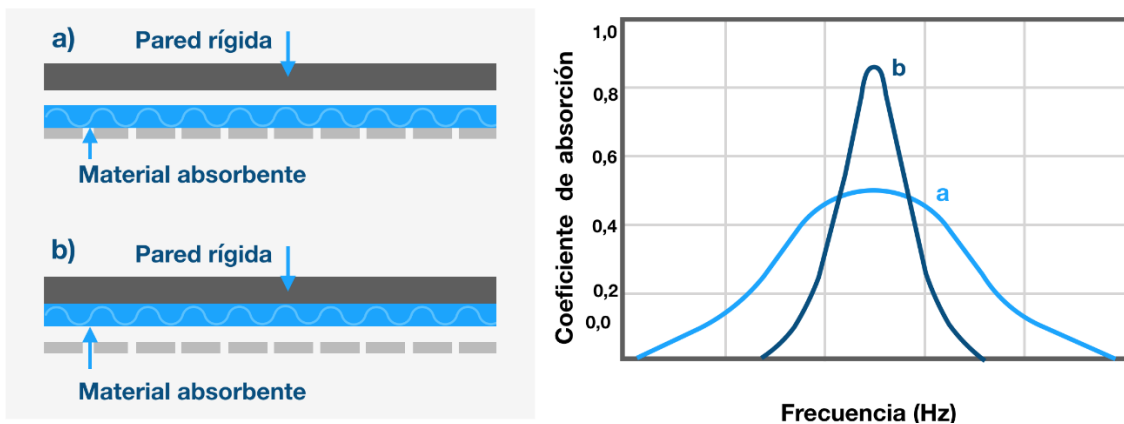 a)
Pared rígida
Material absorbente
b)
Pared rígida
Material absorbente
Coeficiente de absorción
1,0
0,8
0,6
0,4
0,2
0,0
b
a
Frecuencia (Hz)